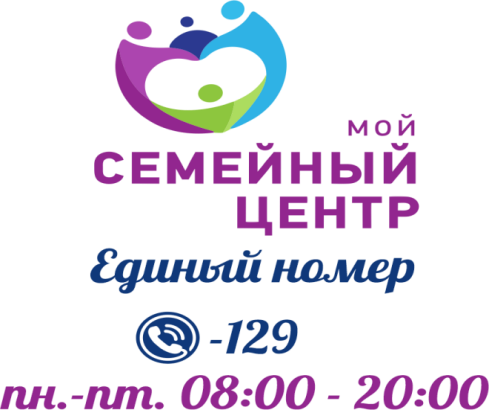 МОЙ
СЕМЕЙНЫЙ
ЦЕНТР
Единый номер
-129
пн.-пт. 08:00 - 20:00